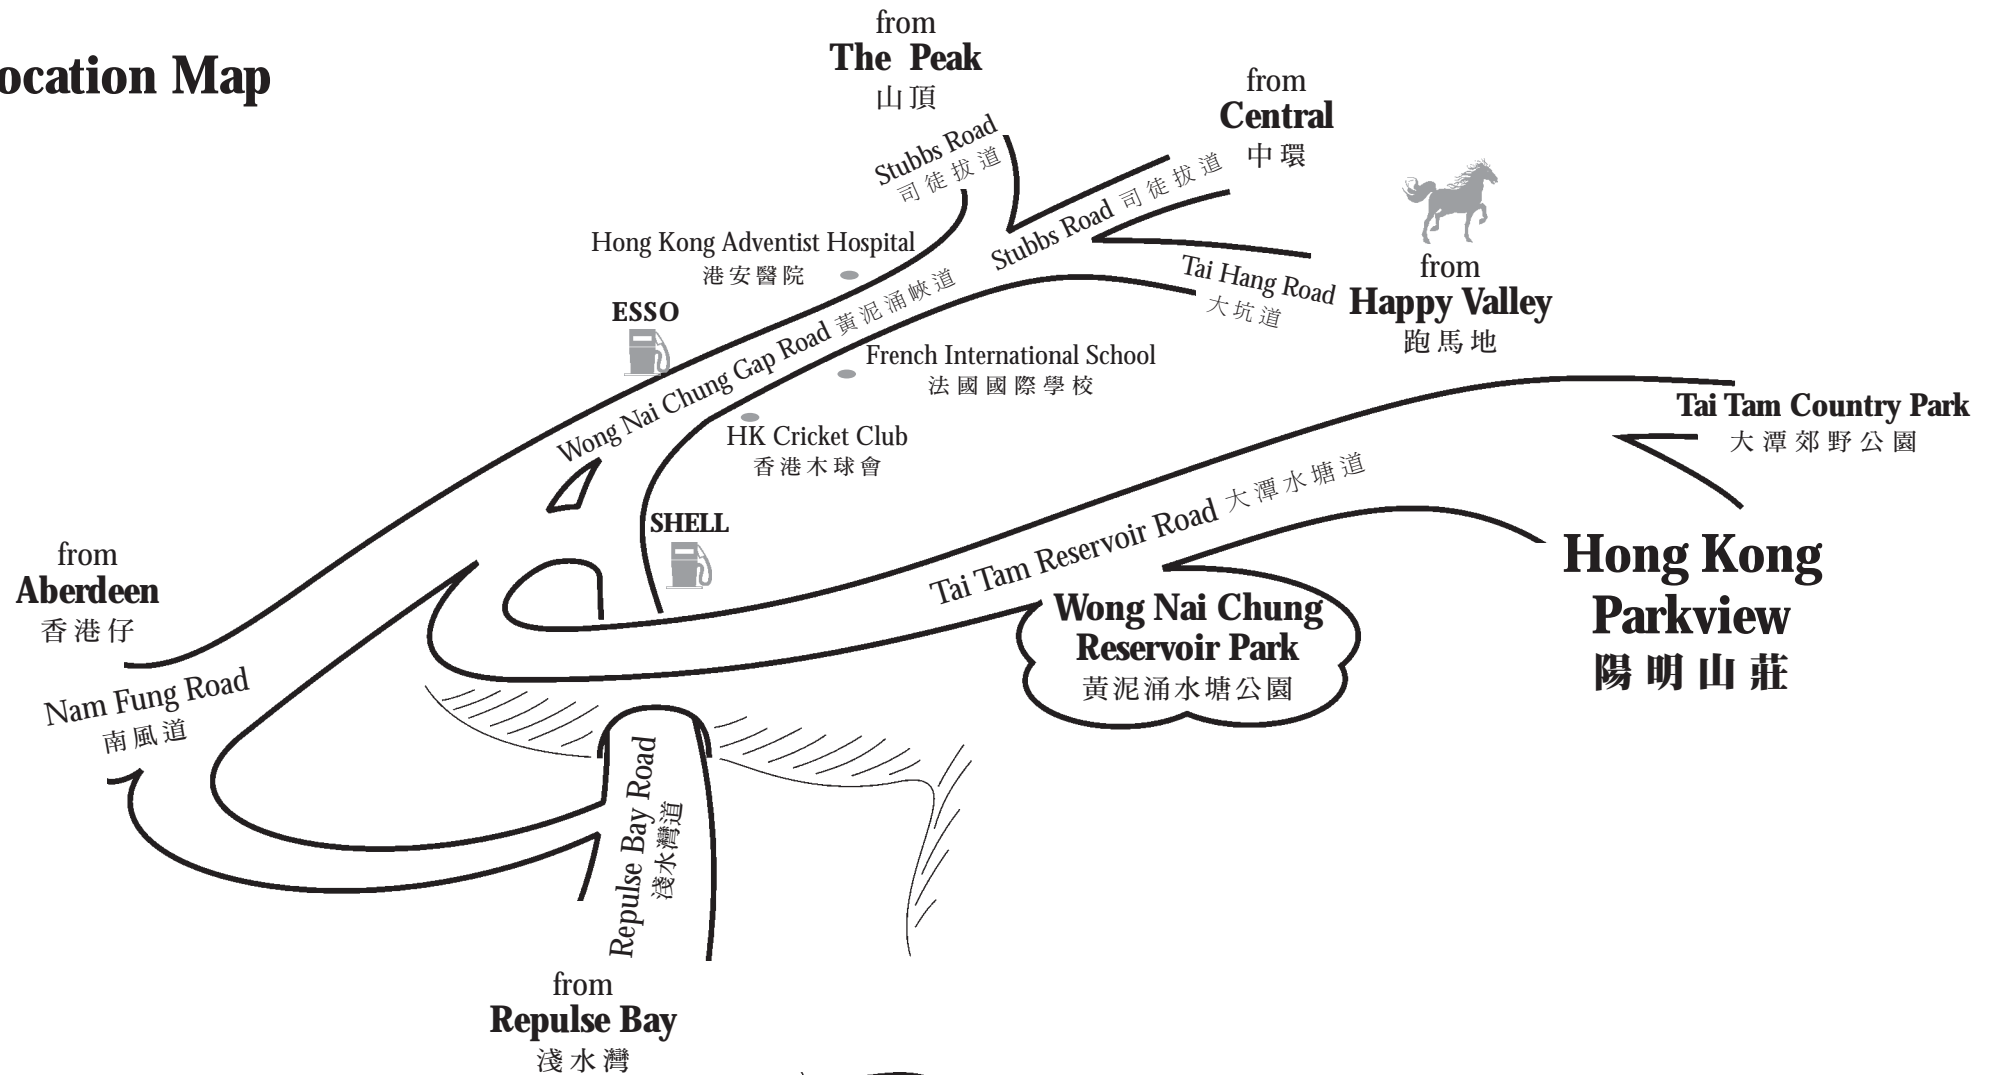 ocation Map
from
The Peak
山頂
from
Central
中環
Stubbs Road
司徒拔道
Stubbs Road 司徒拔道
Hong Kong Adventist Hospital
港安醫院
Tai Hang Road
大坑道
from
Happy Valley
跑馬地
ESSO
Wong Nai Chung Gap Road 黃泥涌峽道
French International School
法國國際學校
HK Cricket Club
香港木球會
Tai Tam Country Park
大潭郊野公園
SHELL
Tai Tam Reservoir Road 大潭水塘道
from
Aberdeen
香港仔
Hong Kong
Parkview
陽明山莊
Wong Nai Chung
Reservoir Park
黃泥涌水塘公園
Nam Fung Road
南風道
Repulse Bay Road
淺水灣道
from
Repulse Bay
淺水灣